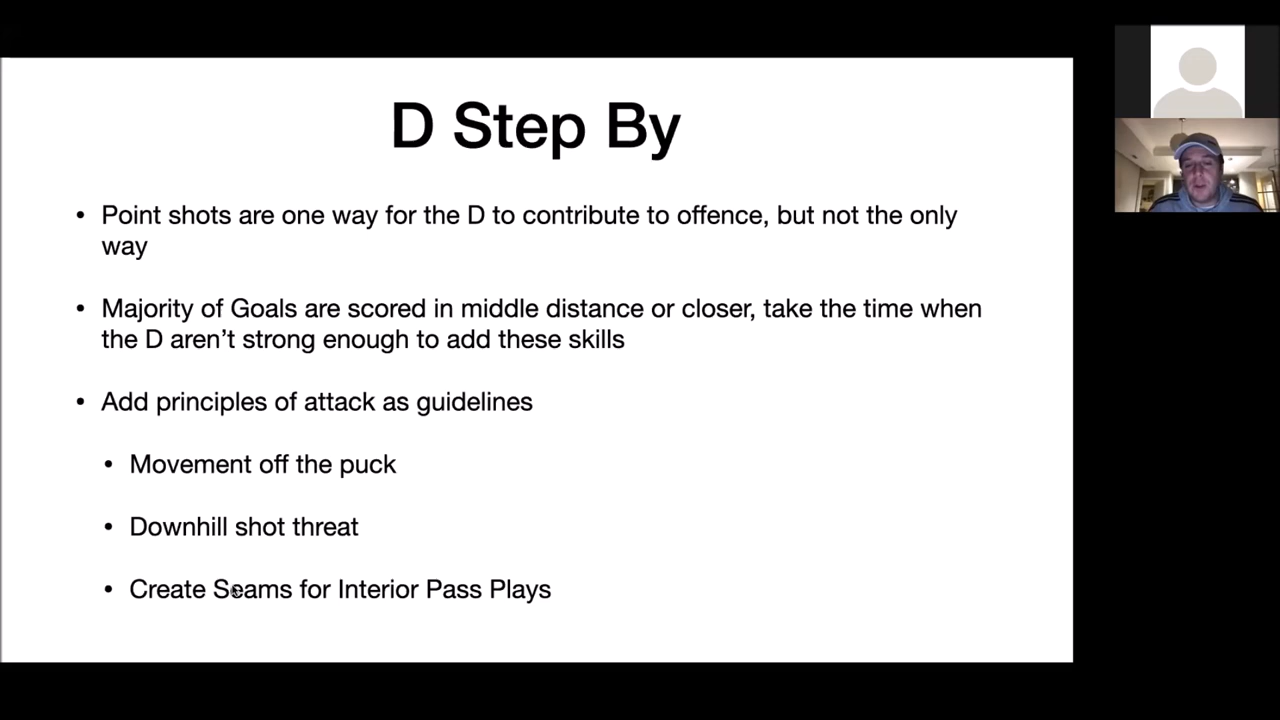 D Step By
• Point shots are one way for the D to contribute to offence, but not the only
way
• Majority of Goals are scored in middle distance or closer, take the time when
the D aren’t strong enough to add these skills
• Add principles of attack as guidelines
• Movement off the puck
• Downhill shot threat
• Create Seams for Interior Pass Plays